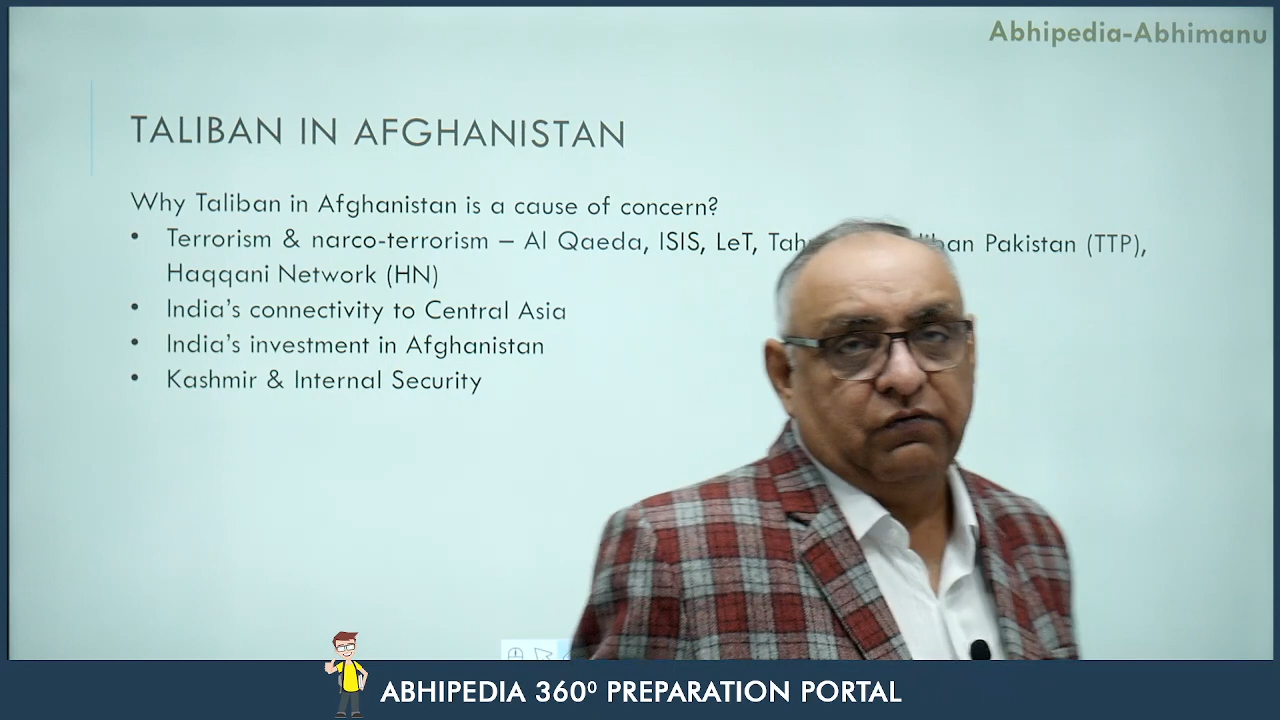 Abhipedia-Abhimanu
TALIBAN IN AFGHANISTAN
Why Taliban in Afghanistan is a cause of concern?
• Terrorism & narco-terrorism – Al Qaeda, ISIS, LeT, Pakistan (TTP),
Haqqani Network (HN)
• India's connectivity to Central Asia
• India's investment in Afghanistan
• Kashmir & Internal Security
ABHIPEDIA 360⁰ PREPARATION PORTAL